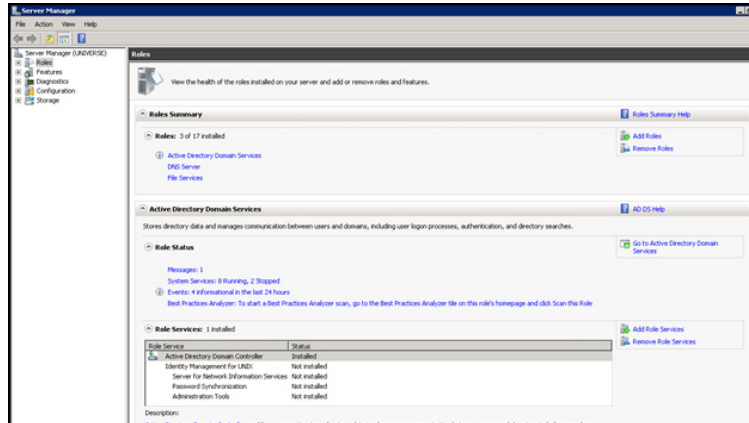 Server Manager
File Action View Help
Server Manager (UNIVERSE)
Roles
Features
Diagnostics
Configuration
Storage
Roles
View the health of the roles installed on your server and add or remove roles and features.
Roles Summary
Roles Summary Help
Roles: 3 of 17 installed
Add Roles
Remove Roles
Active Directory Domain Services
DNS Server
File Services
Active Directory Domain Services
AD DS Help
Stores directory data and manages communication between users and domains, including user logon processes, authentication, and directory searches.
Role Status
Go to Active Directory Domain
Services
Messages: 1
System Services: 8 Running, 2 Stopped
Events: 4 informational in the last 24 hours
Best Practices Analyzer: To start a Best Practices Analyzer scan, go to the Best Practices Analyzer tile on this role's homepage and click Scan this Role
Role Services: 1 installed
Add Role Services
Remove Role Services
Role Service Status
Active Directory Domain Controller Installed
Identity Management for UNIX Not installed
Server for Network Information Services Not installed
Password Synchronization Not installed
Administration Tools Not installed
Description: